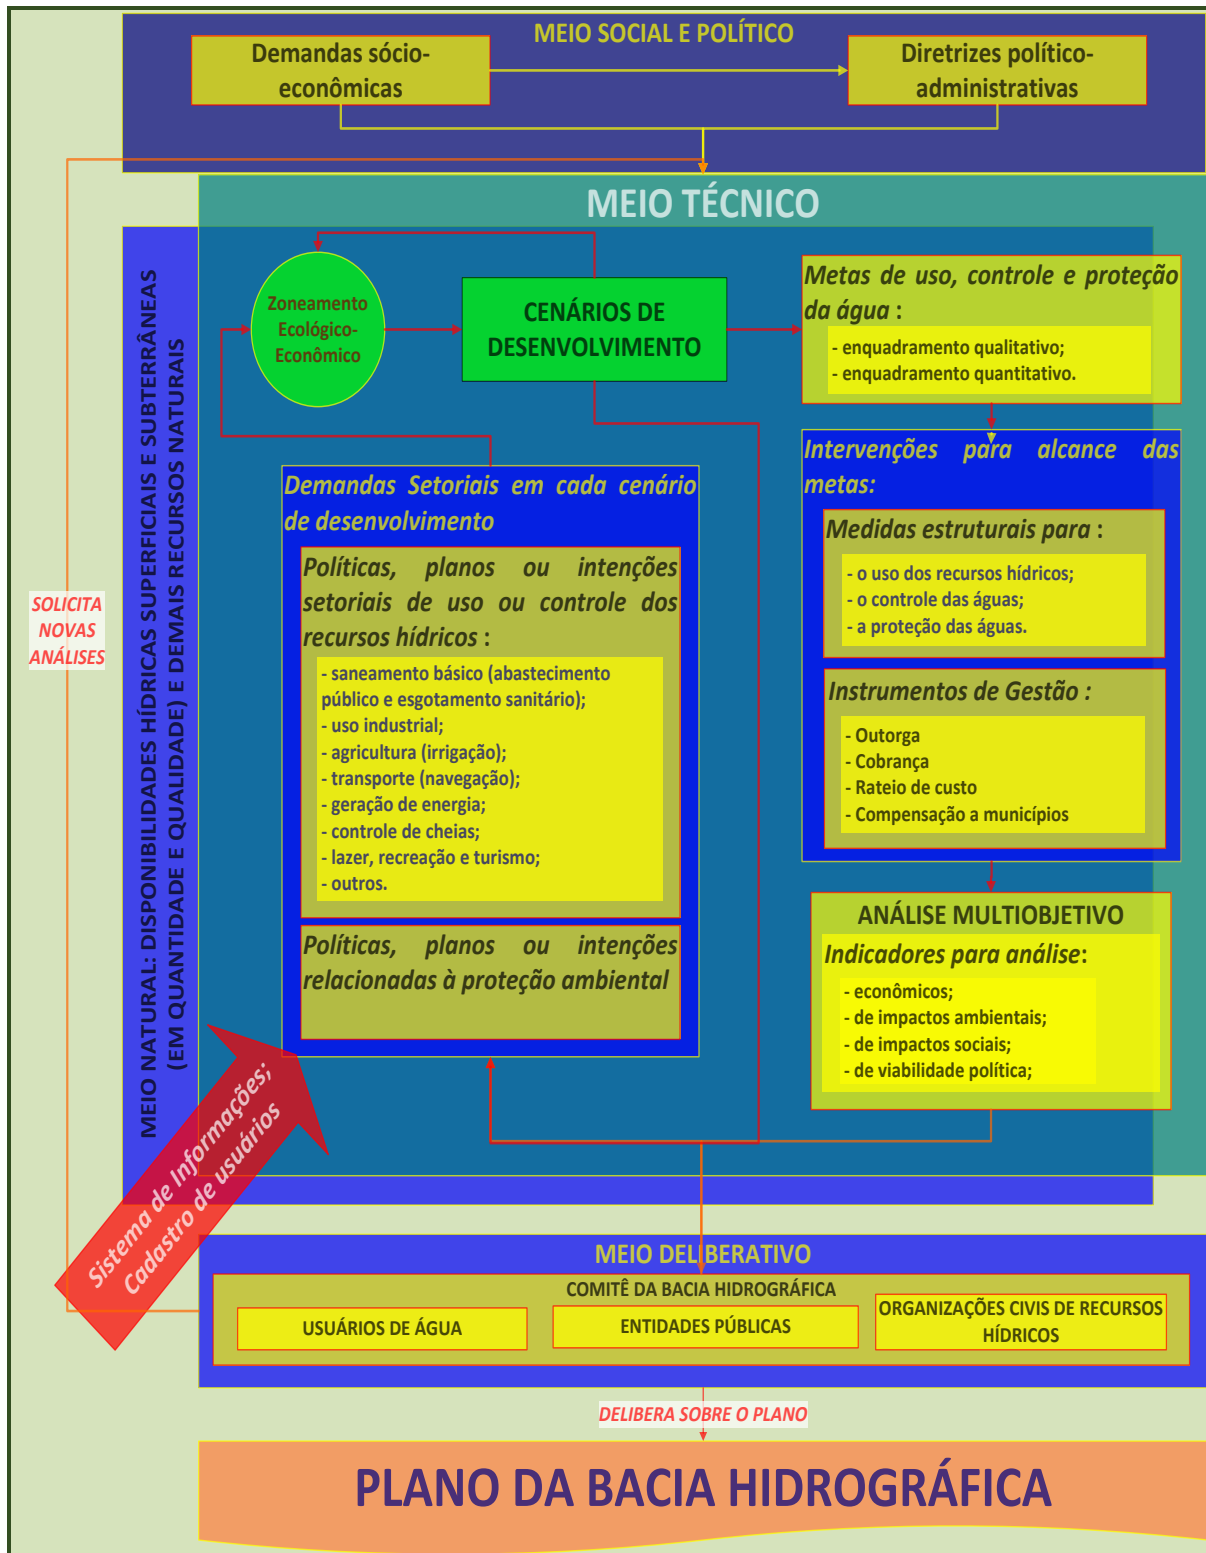 MEIO SOCIAL E POLÍTICO
Demandas sócio-
econômicas
Diretrizes político-
administrativas
MEIO TÉCNICO
MEIO NATURAL: DISPONIBILIDADES HÍDRICAS SUPERFICIAIS E SUBTERRÂNEAS
(EM QUANTIDADE E QUALIDADE) E DEMAIS RECURSOS NATURAIS
Zoneamento
Ecológico-
Econômico
CENÁRIOS DE
DESENVOLVIMENTO
Metas de uso, controle e proteção
da água :
- enquadramento qualitativo;
- enquadramento quantitativo.
Intervenções para alcance das
metas:
Medidas estruturais para :
- o uso dos recursos hídricos;
- o controle das águas;
- a proteção das águas.
Instrumentos de Gestão :
- Outorga
- Cobrança
- Rateio de custo
- Compensação a municípios
Demandas Setoriais em cada cenário
de desenvolvimento
Políticas, planos ou intenções
setoriais de uso ou controle dos
recursos hídricos :
- saneamento básico (abastecimento
público e esgotamento sanitário);
- uso industrial;
- agricultura (irrigação);
- transporte (navegação);
- geração de energia;
- controle de cheias;
- lazer, recreação e turismo;
- outros.
Políticas, planos ou intenções
relacionadas à proteção ambiental
ANÁLISE MULTIOBJETIVO
Indicadores para análise:
- econômicos;
- de impactos ambientais;
- de impactos sociais;
- de viabilidade política;
SOLICITA
NOVAS
ANÁLISES
Sistema de Informações;
Cadastro de usuários
MEIO DELIBERATIVO
COMITÊ DA BACIA HIDROGRÁFICA
USUÁRIOS DE ÁGUA
ENTIDADES PÚBLICAS
ORGANIZAÇÕES CIVIS DE RECURSOS
HÍDRICOS
DELIBERA SOBRE O PLANO
PLANO DA BACIA HIDROGRÁFICA